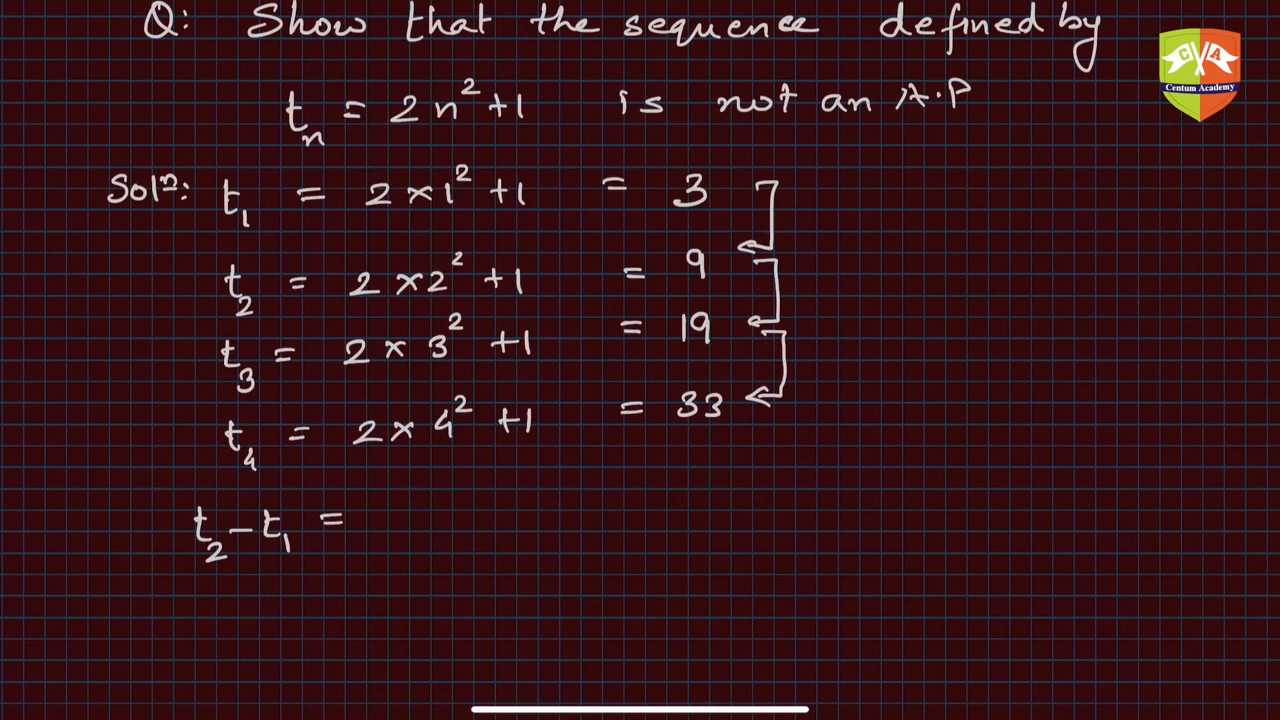 Q: Show that the sequence defined by
tₙ = 2n² + 1 is not an A.P
Solⁿ: t₁ = 2 × 1² + 1 = 3
t₂ = 2 × 2² + 1 = 9
t₃ = 2 × 3² + 1 = 19
t₄ = 2 × 4² + 1 = 33
t₂ – t₁ =
C A
Centum Academy